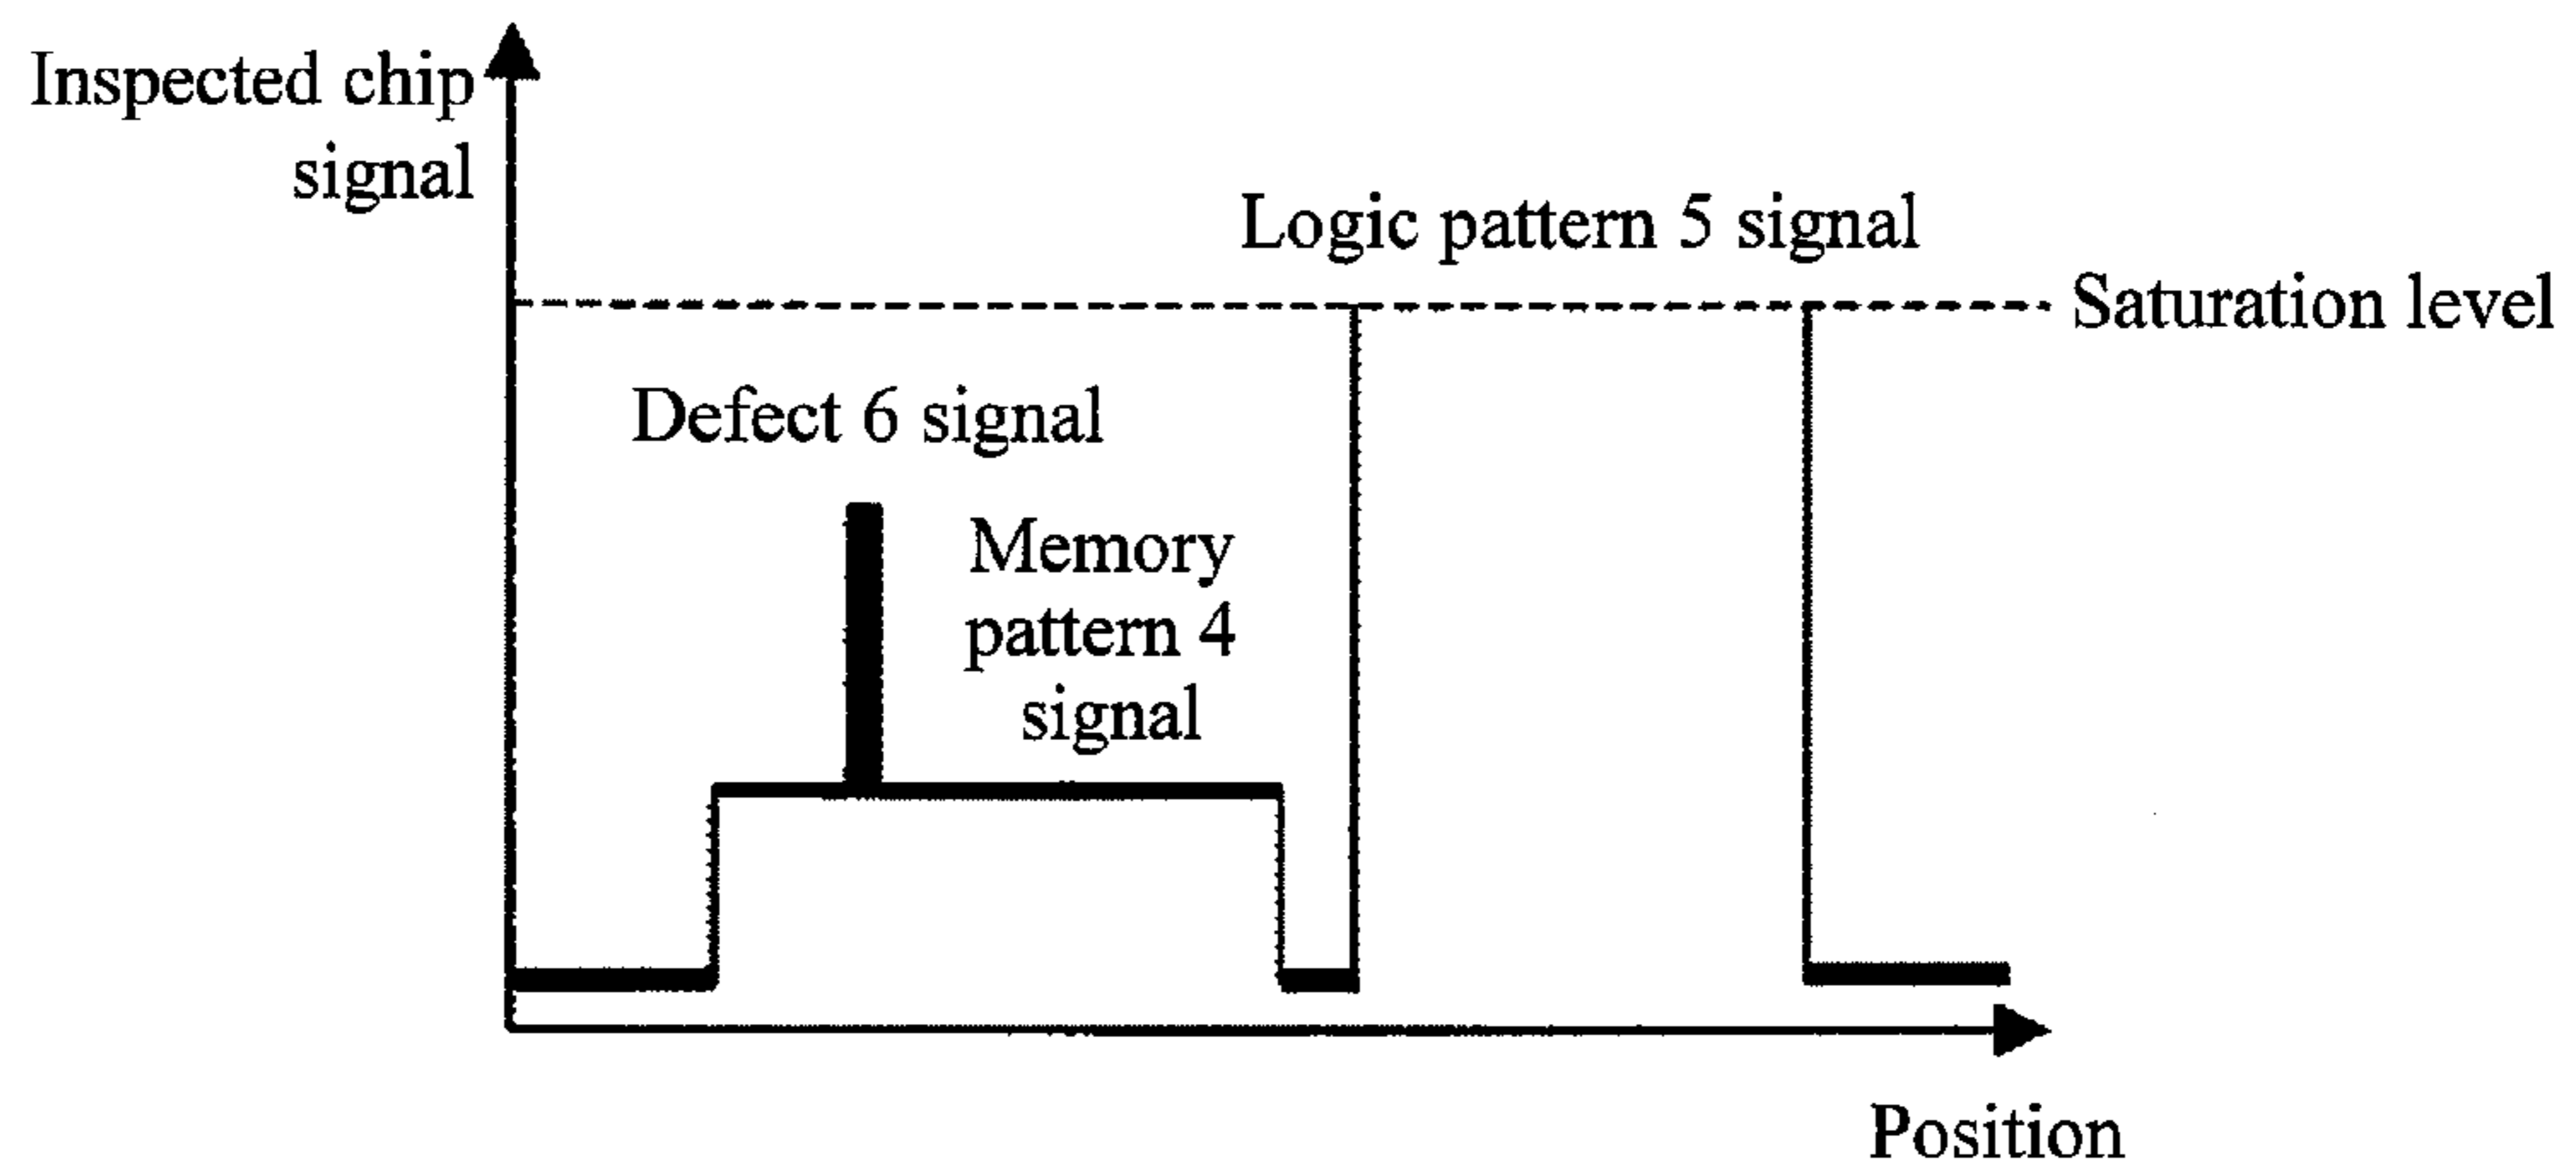 Inspected chip
signal
Logic pattern 5 signal
Saturation level
Defect 6 signal
Memory
pattern 4
signal
Position